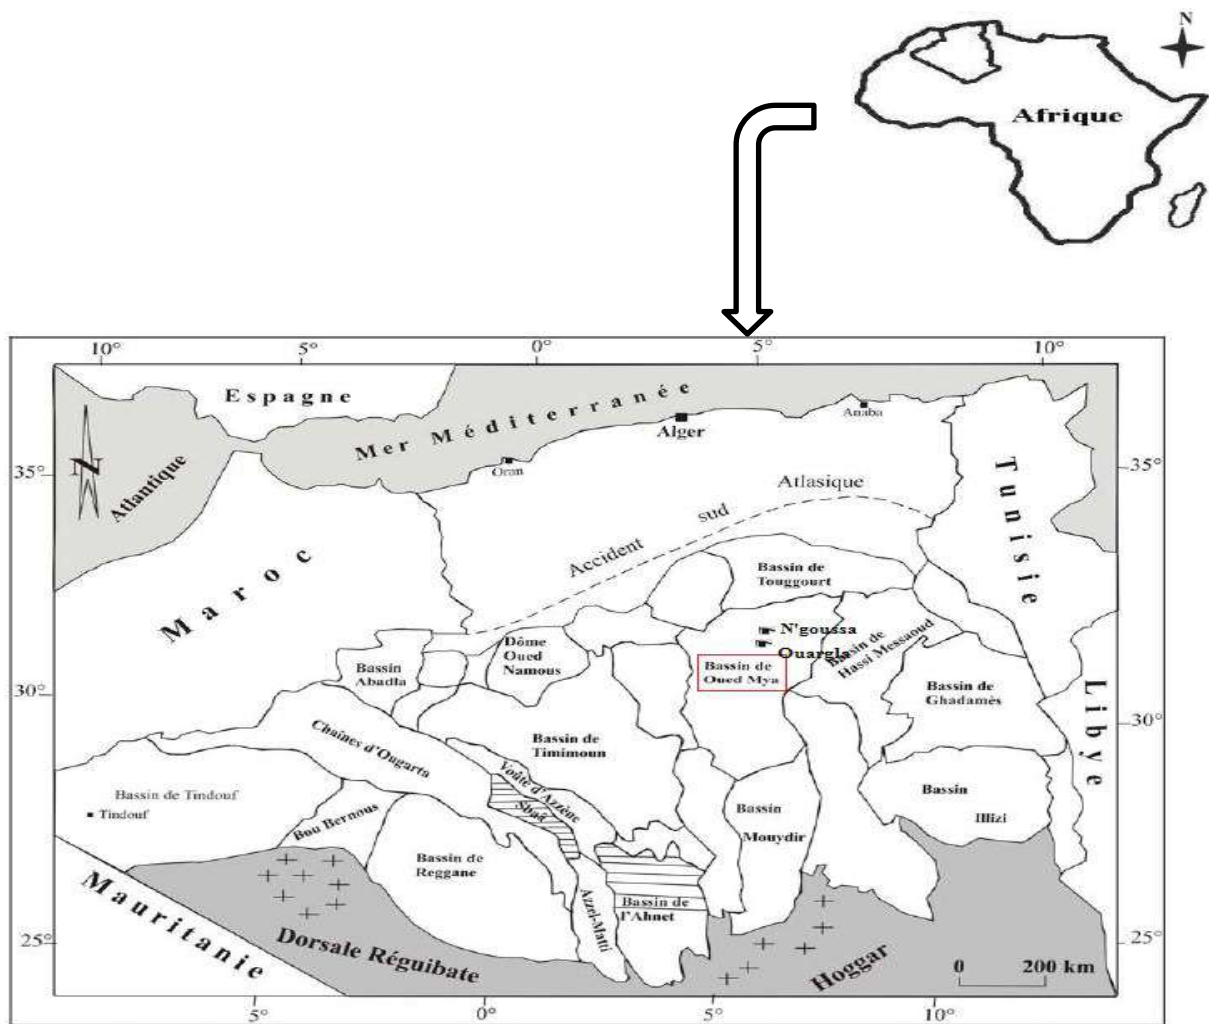 N
Afrique
10° 5° 0° 5° 10°
Espagne
Mer Méditerranée
Anaba
Alger
Oran
N
Atlantique
35° 35°
Tunisie
Atlasique
sud
Accident
Maroc
Bassin de
Touggourt
N'goussa
Ouargla
Bassin de
Hassi Messaoud
Dôme
Oued
Namous
Bassin
Abadla
Bassin de
Oued Mya
Bassin de
Ghadamès
30° 30°
Libye
Chaînes d'Ougarta
Bassin de
Timimoun
Voûte d'Azzène
Sbaâ
Bassin de Tindouf
Tindouf
Bou Bernous
Bassin
Mouydir
Bassin
Illizi
Bassin de
Reggane
Azzel-Matti
Bassin de
l'Ahnet
Mauritanie
Dorsale Réguibate
Hoggar
25° 25°
0 200 km
5° 0° 5° 10°